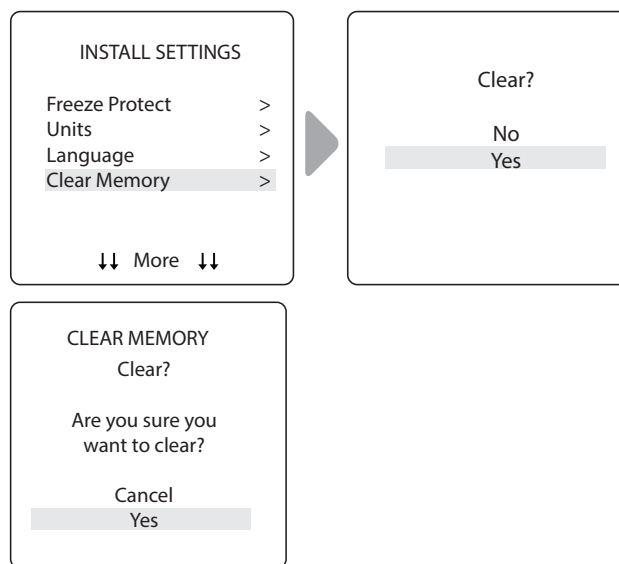 INSTALL SETTINGS
Freeze Protect >
Units >
Language >
Clear Memory >
↓↓ More ↓↓
Clear?
No
Yes
CLEAR MEMORY
Clear?
Are you sure you
want to clear?
Cancel
Yes